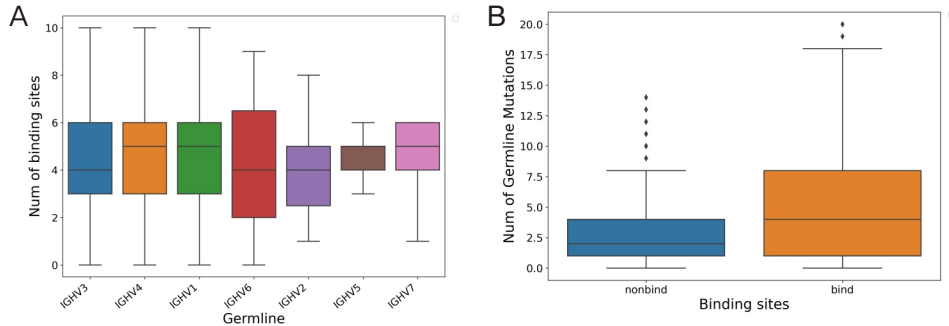 A
Num of binding sites
10
8
6
4
2
0
IGHV3
IGHV4
IGHV1
IGHV6
IGHV2
IGHV5
IGHV7
Germline
B
Num of Germline Mutations
20.0
17.5
15.0
12.5
10.0
7.5
5.0
2.5
0.0
nonbind
bind
Binding sites